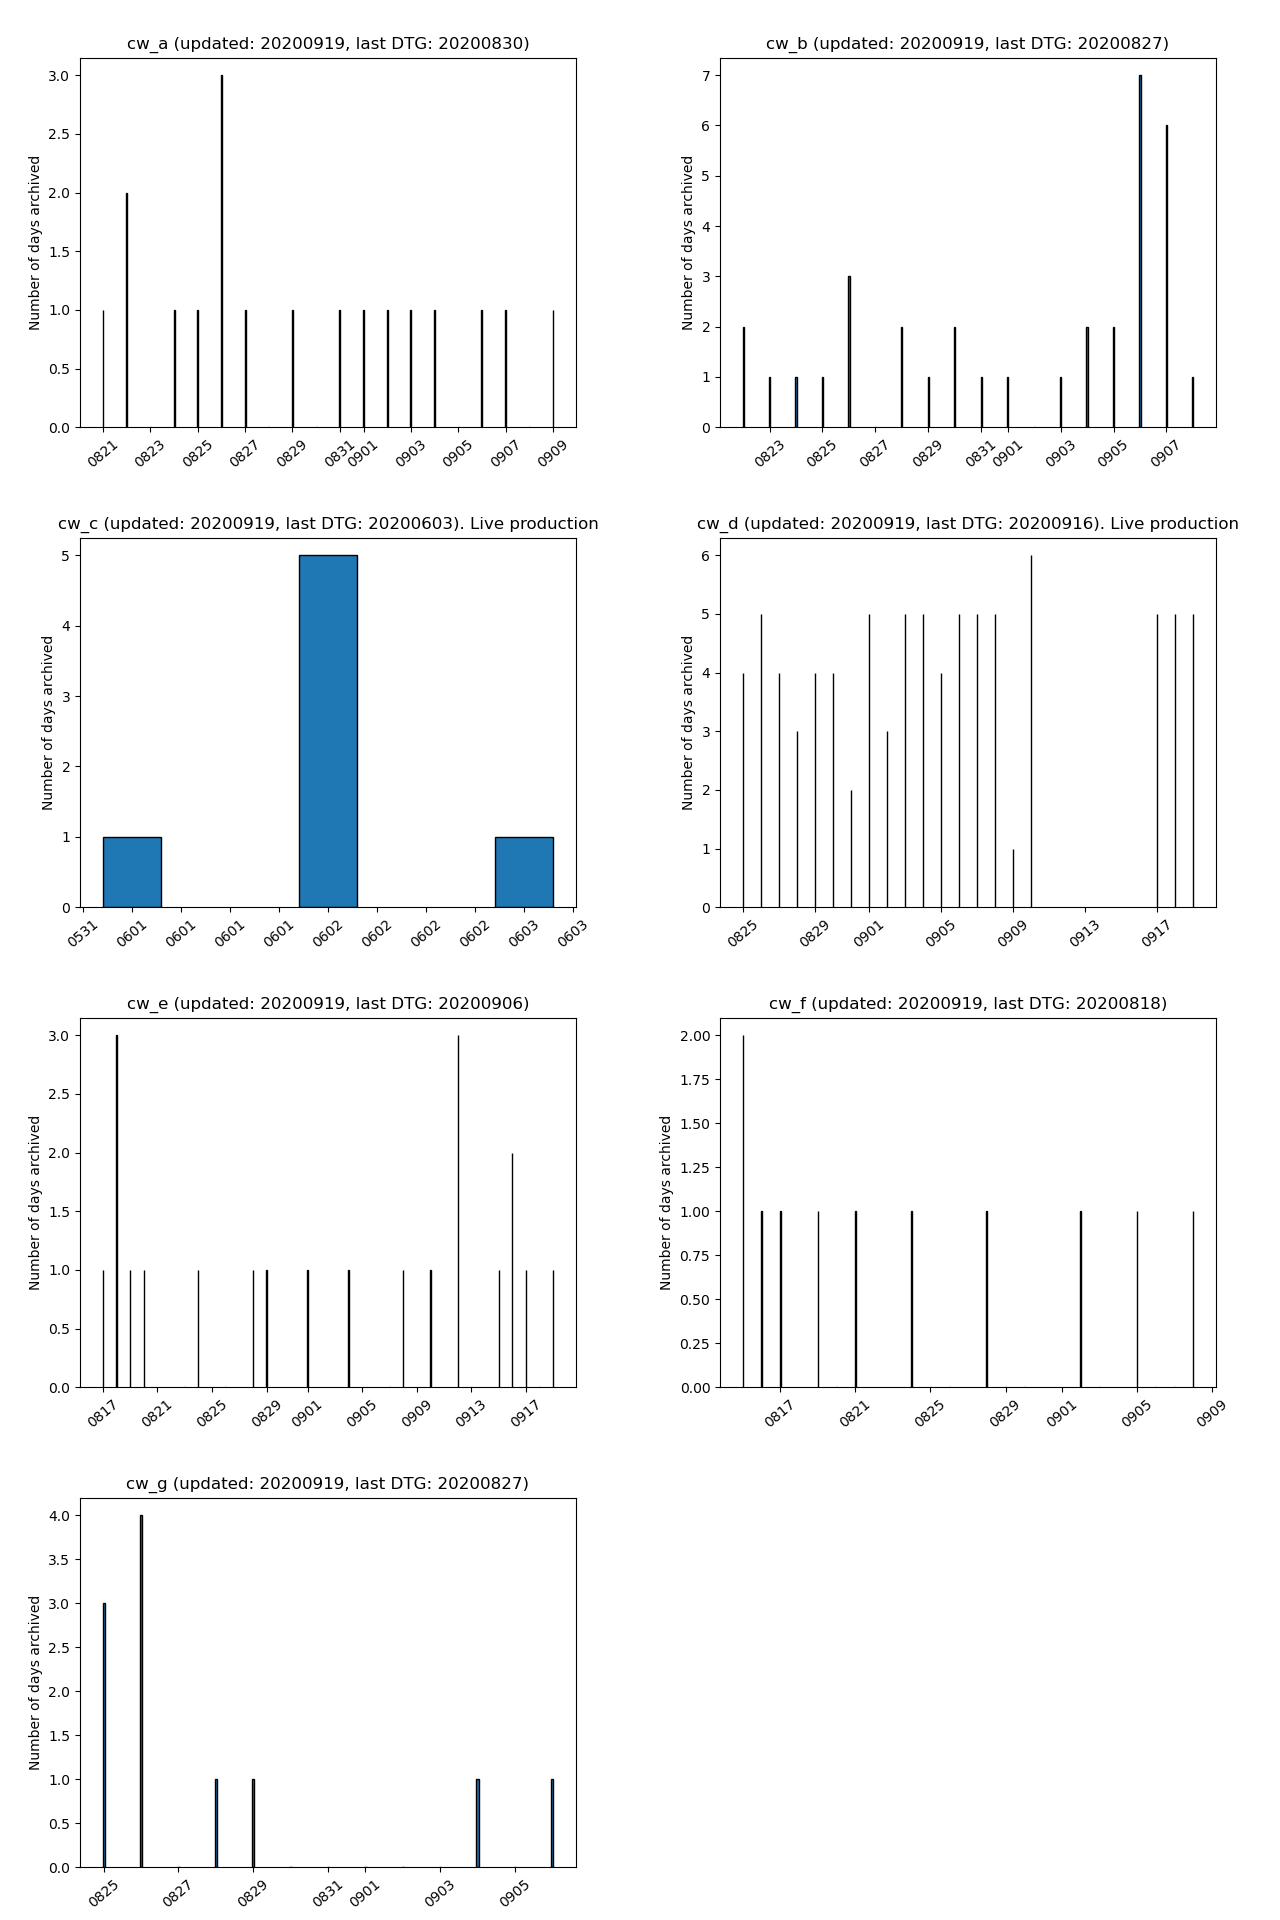 cw_a (updated: 20200919, last DTG: 20200830)
Number of days archived
3.0
2.5
2.0
1.5
1.0
0.5
0.0
0821 0823 0825 0827 0829 0831 0901 0903 0905 0907 0909
cw_b (updated: 20200919, last DTG: 20200827)
Number of days archived
7
6
5
4
3
2
1
0
0823 0825 0827 0829 0831 0901 0903 0905 0907
cw_c (updated: 20200919, last DTG: 20200603). Live production
Number of days archived
5
4
3
2
1
0
0531 0601 0601 0601 0601 0602 0602 0602 0602 0603 0603
cw_d (updated: 20200919, last DTG: 20200916). Live production
Number of days archived
6
5
4
3
2
1
0
0825 0829 0901 0905 0909 0913 0917
cw_e (updated: 20200919, last DTG: 20200906)
Number of days archived
3.0
2.5
2.0
1.5
1.0
0.5
0.0
0817 0821 0825 0829 0901 0905 0909 0913 0917
cw_f (updated: 20200919, last DTG: 20200818)
Number of days archived
2.00
1.75
1.50
1.25
1.00
0.75
0.50
0.25
0.00
0817 0821 0825 0829 0901 0905 0909
cw_g (updated: 20200919, last DTG: 20200827)
Number of days archived
4.0
3.5
3.0
2.5
2.0
1.5
1.0
0.5
0.0
0825 0827 0829 0831 0901 0903 0905